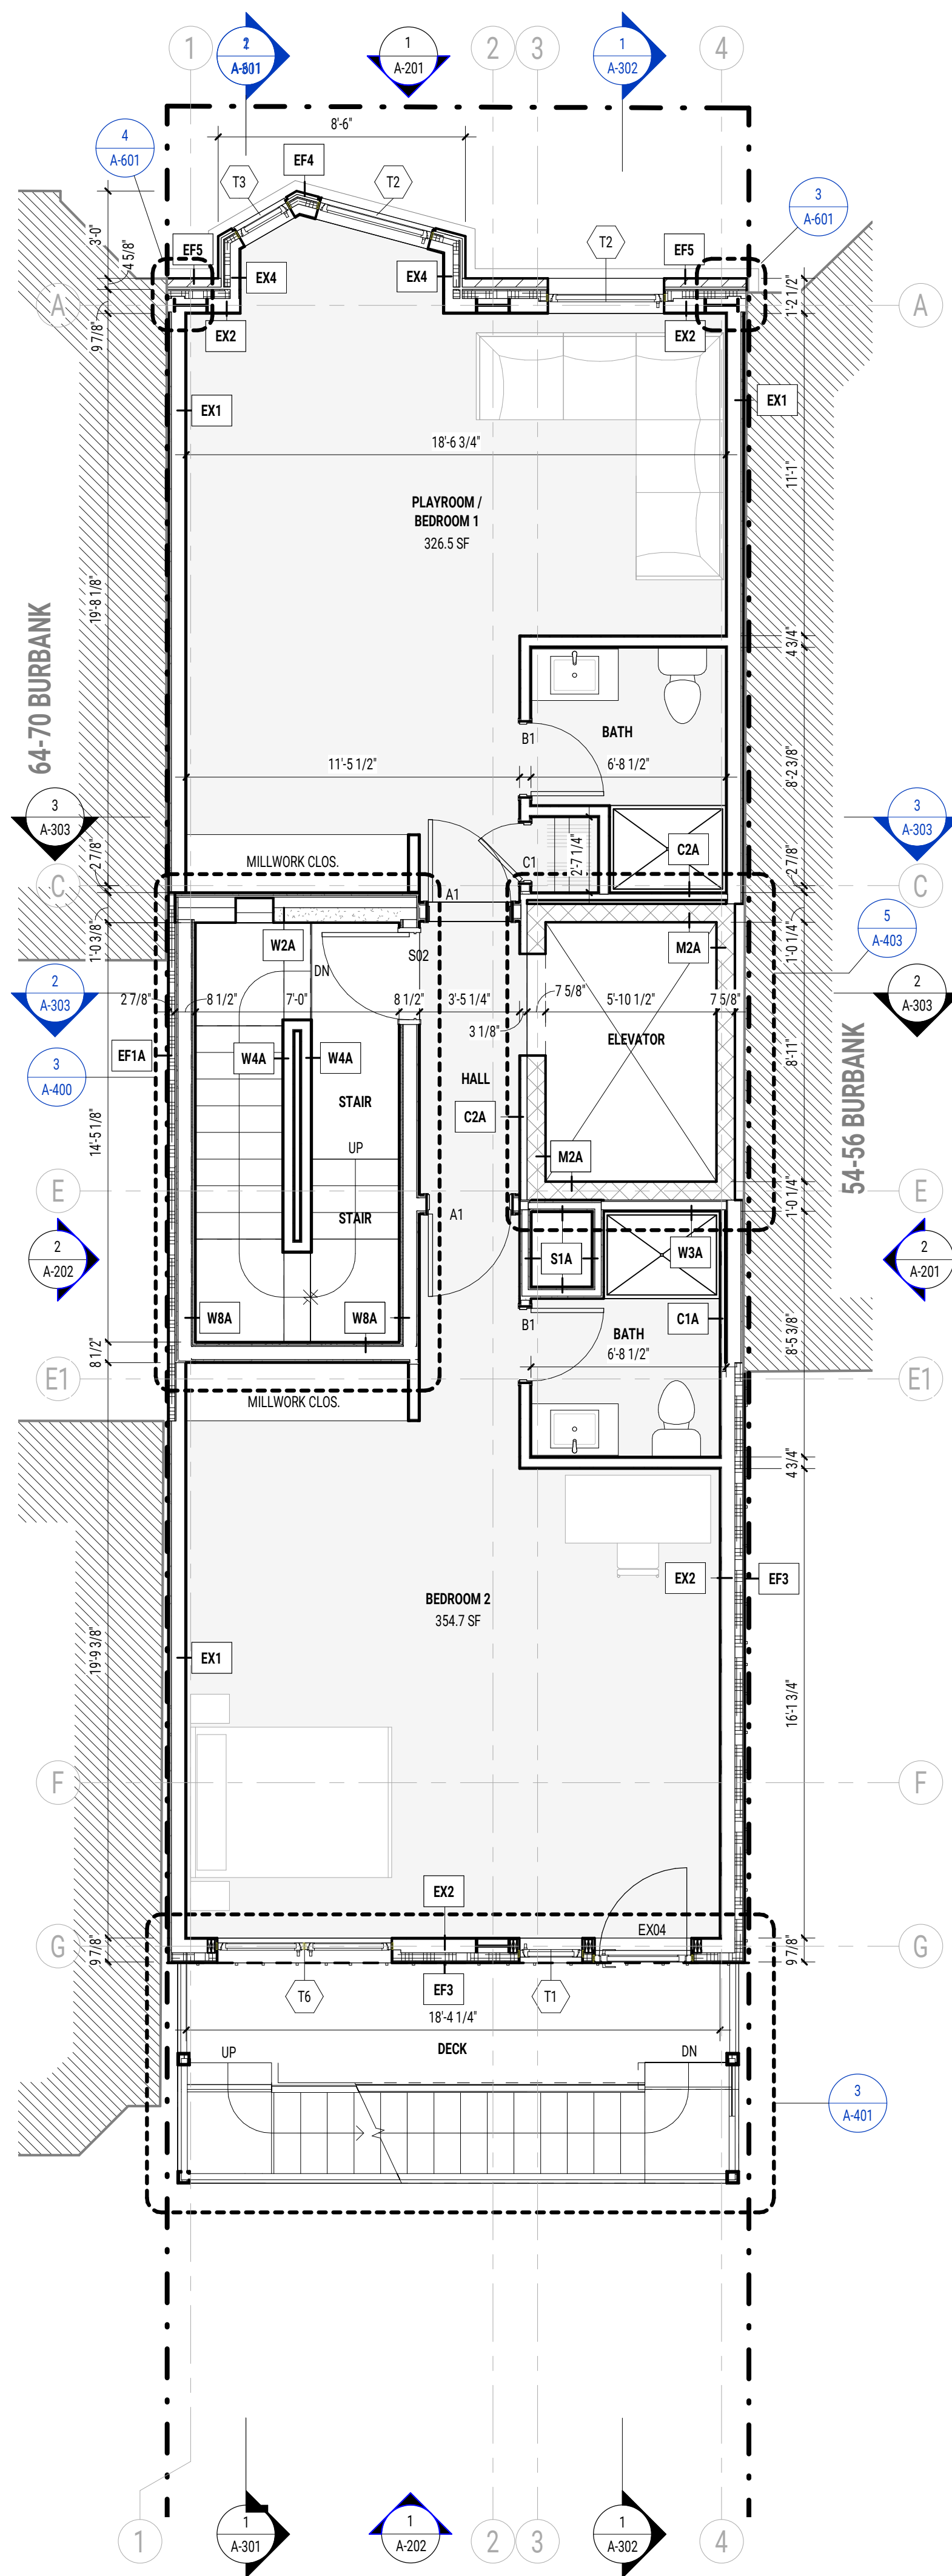 1
2
A-301
1
A-201
2
3
1
A-302
4
4
A-601
3
A-601
8'-6"
EF4
T3
T2
T2
3'-0"
4 5/8"
EF5
EX4
EX4
EF5
1'-2 1/2"
A
A
9 7/8"
EX2
EX2
EX1
EX1
18'-6 3/4"
11'-1"
PLAYROOM /
BEDROOM 1
326.5 SF
19'-8 1/8"
64-70 BURBANK
4 3/4"
B1
BATH
11'-5 1/2"
6'-8 1/2"
8'-2 3/8"
3
A-303
3
A-303
MILLWORK CLOS.
C1
2'-7 1/4"
C2A
2 7/8"
2 7/8"
C
C
A1
5
A-403
1'-0 3/8"
W2A
S02
M2A
1'-0 1/4"
DN
2
A-303
2
A-303
2 7/8"
8 1/2"
7'-0"
8 1/2"
3'-5 1/4"
7 5/8"
5'-10 1/2"
7 5/8"
3 1/8"
ELEVATOR
EF1A
W4A
W4A
8'-11"
3
A-400
HALL
STAIR
C2A
54-56 BURBANK
14'-5 1/8"
UP
M2A
E
E
STAIR
A1
1'-0 1/4"
2
A-202
S1A
W3A
2
A-201
W8A
W8A
B1
BATH
C1A
8'-5 3/8"
8 1/2"
6'-8 1/2"
E1
E1
MILLWORK CLOS.
4 3/4"
EX2
EF3
BEDROOM 2
354.7 SF
19'-9 3/8"
EX1
16'-1 3/4"
F
F
EX2
EX04
G
G
9 7/8"
9 7/8"
EF3
T6
T1
18'-4 1/4"
DECK
UP
DN
3
A-401
1
1
A-301
1
A-202
2
3
1
A-302
4